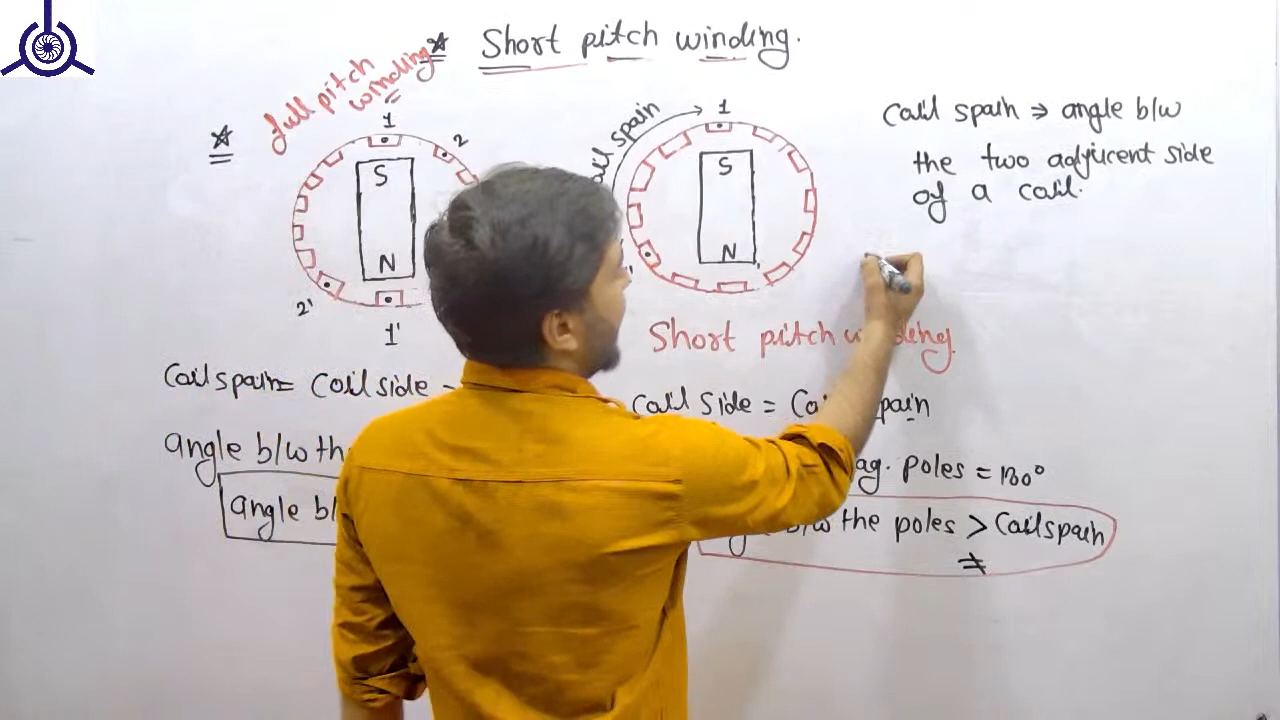 * Short pitch winding.
* full pitch
winding
1
2
S
N
2'
1'
1
S
N
Short pitch winding.
Coil spain ⇒ angle b/w
the two adjucent side
of a coil.
Coil spain = Coil side =
angle b/w th
angle b/
Coil Side =
ag. poles = 180°
b/w the poles > Coil spain
≠